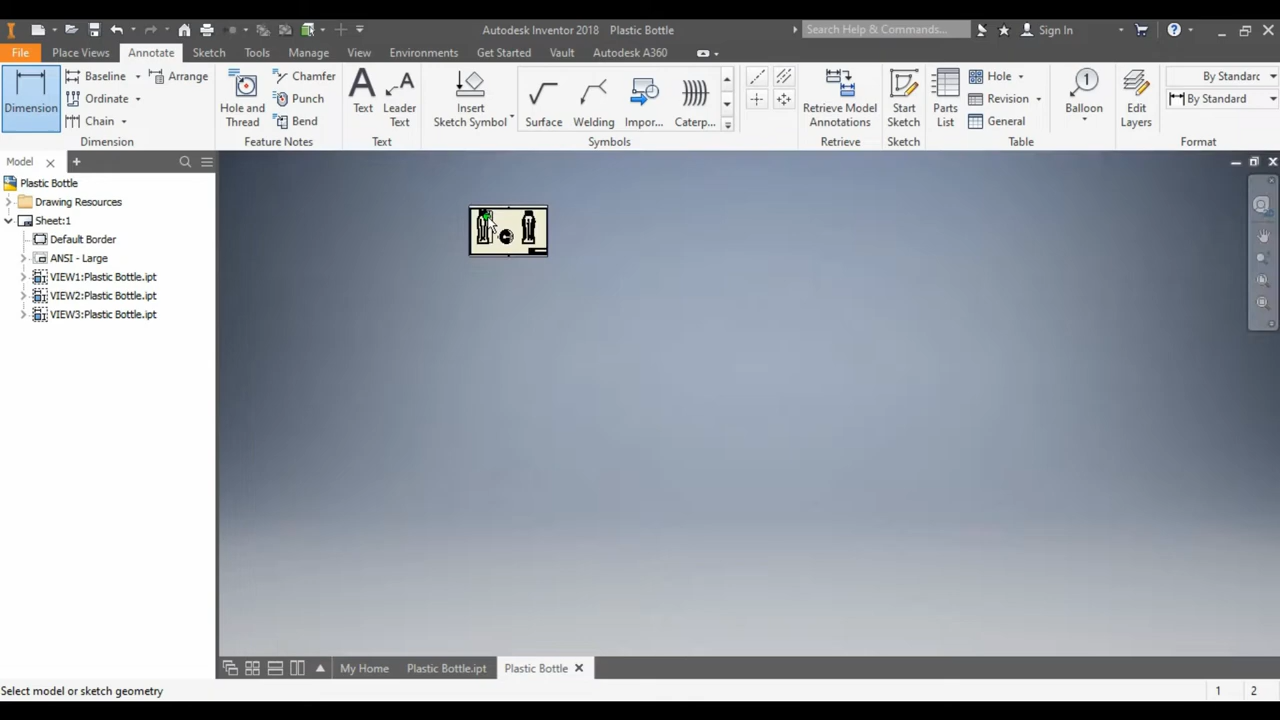 Autodesk Inventor 2018 Plastic Bottle
Search Help & Commands...
Sign In
File Place Views Annotate Sketch Tools Manage View Environments Get Started Vault Autodesk A360
Dimension
Baseline
Ordinate
Chain
Arrange
Dimension
Hole and
Thread
Chamfer
Punch
Bend
Feature Notes
Text
Leader
Text
Text
Insert
Sketch Symbol
Surface
Welding
Impor...
Caterp...
Symbols
Retrieve Model
Annotations
Retrieve
Start
Sketch
Sketch
Parts
List
Hole
Revision
General
Table
Balloon
Edit
Layers
By Standarc
By Standard
Format
Model
Plastic Bottle
Drawing Resources
Sheet:1
Default Border
ANSI - Large
VIEW1:Plastic Bottle.ipt
VIEW2:Plastic Bottle.ipt
VIEW3:Plastic Bottle.ipt
My Home Plastic Bottle.ipt Plastic Bottle
Select model or sketch geometry
1 2